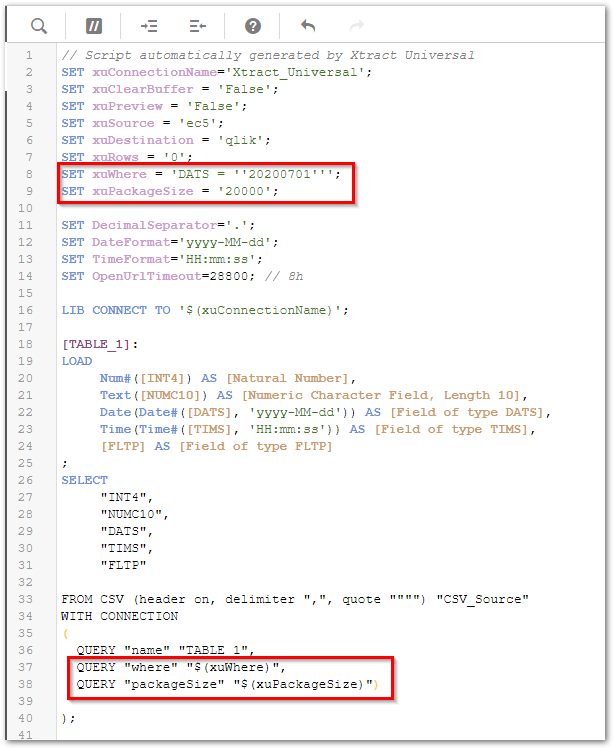 1 // Script automatically generated by Xtract Universal
2 SET xuConnectionName='Xtract_Universal';
3 SET xuClearBuffer = 'False';
4 SET xuPreview = 'False';
5 SET xuSource = 'ec5';
6 SET xuDestination = 'qlik';
7 SET xuRows = '0';
8 SET xuWhere = 'DATS = ''20200701''';
9 SET xuPackageSize = '20000';
10
11 SET DecimalSeparator='.';
12 SET DateFormat='yyyy-MM-dd';
13 SET TimeFormat='HH:mm:ss';
14 SET OpenUrlTimeout=28800; // 8h
15
16 LIB CONNECT TO '$(xuConnectionName)';
17
18 [TABLE_1]:
19 LOAD
20 Num#([INT4]) AS [Natural Number],
21 Text([NUMC10]) AS [Numeric Character Field, Length 10],
22 Date(Date#([DATS], 'yyyy-MM-dd')) AS [Field of type DATS],
23 Time(Time#([TIMS], 'HH:mm:ss')) AS [Field of type TIMS],
24 [FLTP] AS [Field of type FLTP]
25 ;
26 SELECT
27 "INT4",
28 "NUMC10",
29 "DATS",
30 "TIMS",
31 "FLTP"
32
33 FROM CSV (header on, delimiter ",", quote """") "CSV_Source"
34 WITH CONNECTION
35 (
36 QUERY "name" "TABLE_1",
37 QUERY "where" "$(xuWhere)",
38 QUERY "packageSize" "$(xuPackageSize)")
39
40 );
41